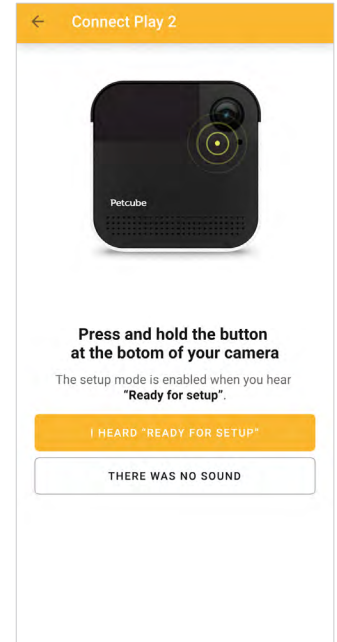 Connect Play 2
Petcube
Press and hold the button
at the botom of your camera
The setup mode is enabled when you hear
“Ready for setup”.
I HEARD “READY FOR SETUP”
THERE WAS NO SOUND